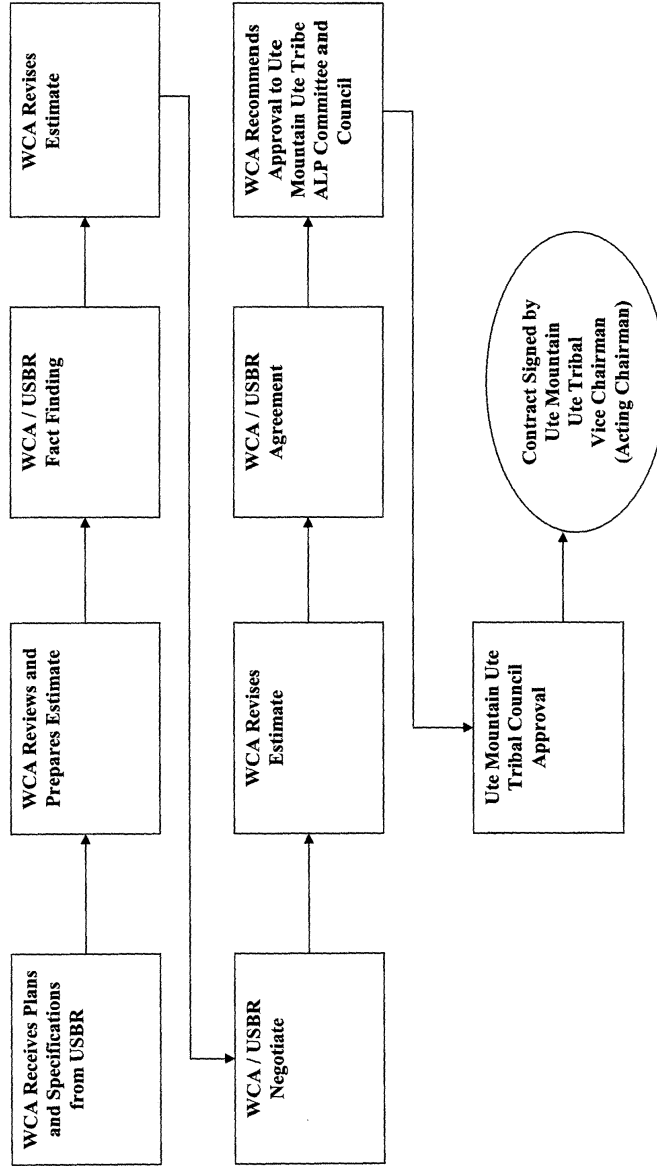 WCA Receives Plans
and Specifications
from USBR
WCA Reviews and
Prepares Estimate
WCA / USBR
Fact Finding
WCA Revises
Estimate
WCA / USBR
Negotiate
WCA Revises
Estimate
WCA / USBR
Agreement
WCA Recommends
Approval to Ute
Mountain Ute Tribe
ALP Committee and
Council
Ute Mountain Ute
Tribal Council
Approval
Contract Signed by
Ute Mountain
Ute Tribal
Vice Chairman
(Acting Chairman)